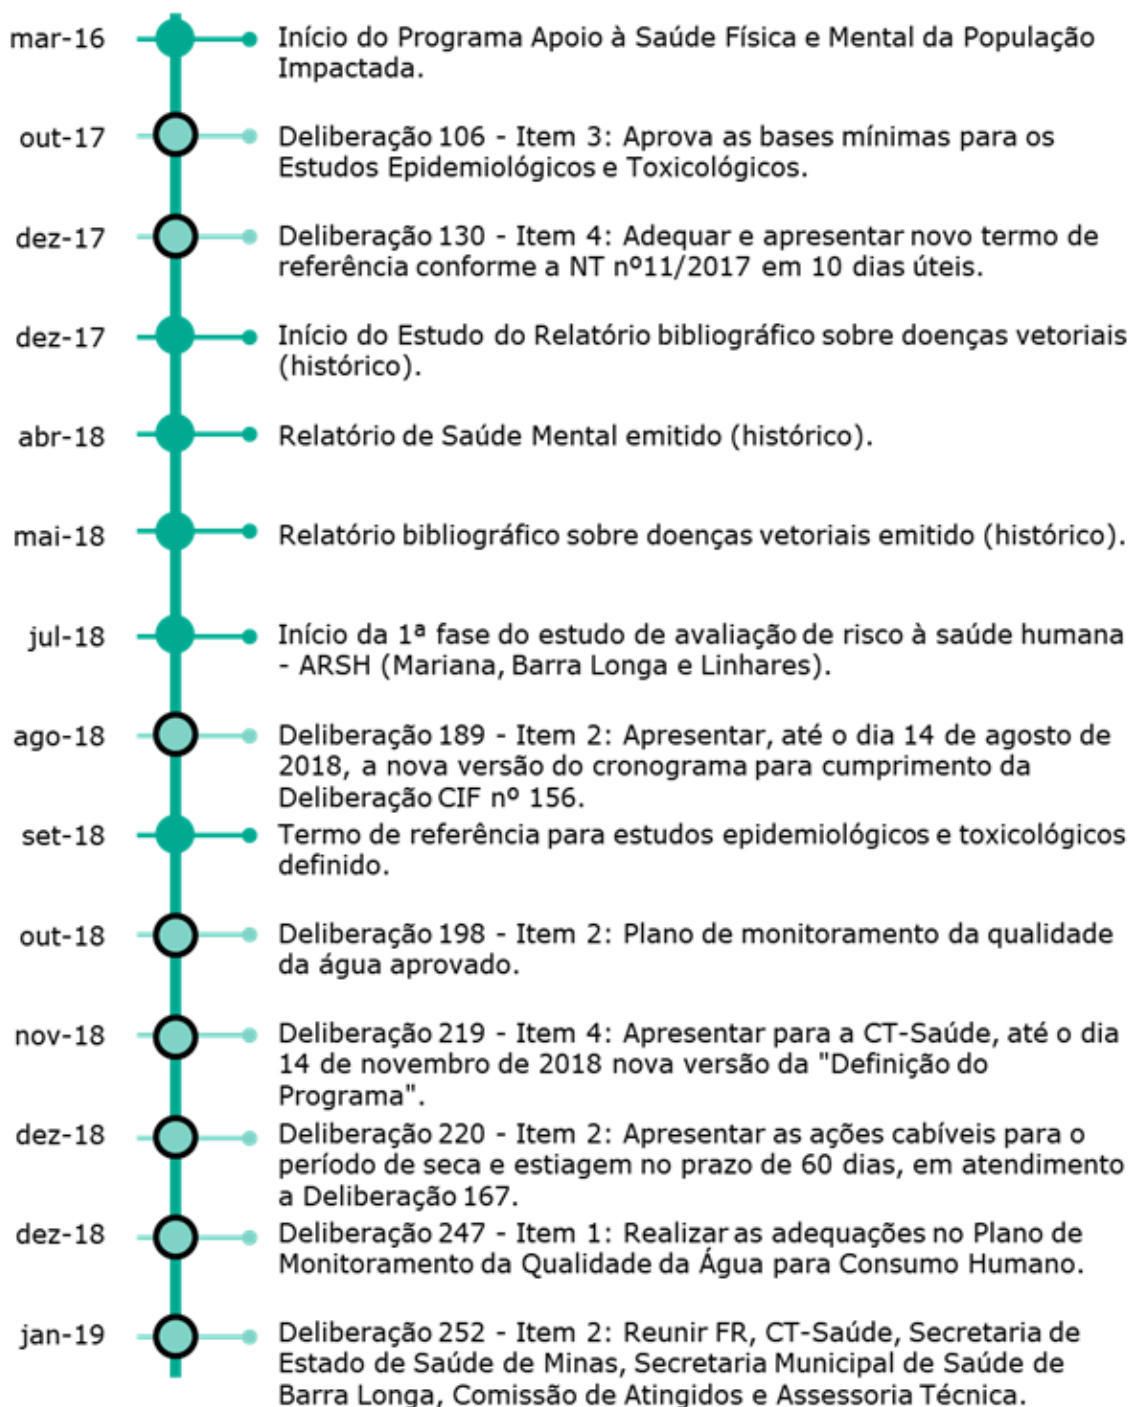 mar-16 Início do Programa Apoio à Saúde Física e Mental da População
Impactada.
out-17 Deliberação 106 - Item 3: Aprova as bases mínimas para os
Estudos Epidemiológicos e Toxicológicos.
dez-17 Deliberação 130 - Item 4: Adequar e apresentar novo termo de
referência conforme a NT nº11/2017 em 10 dias úteis.
dez-17 Início do Estudo do Relatório bibliográfico sobre doenças vetoriais
(histórico).
abr-18 Relatório de Saúde Mental emitido (histórico).
mai-18 Relatório bibliográfico sobre doenças vetoriais emitido (histórico).
jul-18 Início da 1ª fase do estudo de avaliação de risco à saúde humana
- ARSH (Mariana, Barra Longa e Linhares).
ago-18 Deliberação 189 - Item 2: Apresentar, até o dia 14 de agosto de
2018, a nova versão do cronograma para cumprimento da
Deliberação CIF nº 156.
set-18 Termo de referência para estudos epidemiológicos e toxicológicos
definido.
out-18 Deliberação 198 - Item 2: Plano de monitoramento da qualidade
da água aprovado.
nov-18 Deliberação 219 - Item 4: Apresentar para a CT-Saúde, até o dia
14 de novembro de 2018 nova versão da "Definição do
Programa".
dez-18 Deliberação 220 - Item 2: Apresentar as ações cabíveis para o
período de seca e estiagem no prazo de 60 dias, em atendimento
a Deliberação 167.
dez-18 Deliberação 247 - Item 1: Realizar as adequações no Plano de
Monitoramento da Qualidade da Água para Consumo Humano.
jan-19 Deliberação 252 - Item 2: Reunir FR, CT-Saúde, Secretaria de
Estado de Saúde de Minas, Secretaria Municipal de Saúde de
Barra Longa, Comissão de Atingidos e Assessoria Técnica.